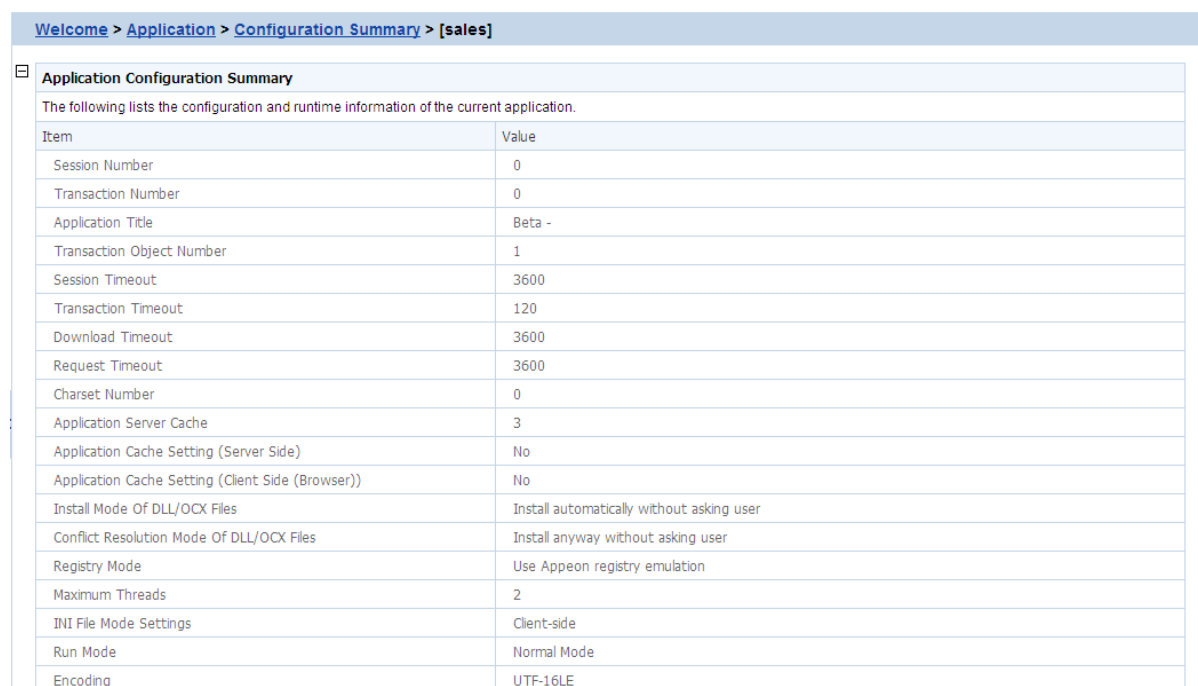 Welcome > Application > Configuration Summary > [sales]
Application Configuration Summary
The following lists the configuration and runtime information of the current application.
Item Value
Session Number 0
Transaction Number 0
Application Title Beta -
Transaction Object Number 1
Session Timeout 3600
Transaction Timeout 120
Download Timeout 3600
Request Timeout 3600
Charset Number 0
Application Server Cache 3
Application Cache Setting (Server Side) No
Application Cache Setting (Client Side (Browser)) No
Install Mode Of DLL/OCX Files Install automatically without asking user
Conflict Resolution Mode Of DLL/OCX Files Install anyway without asking user
Registry Mode Use Appeon registry emulation
Maximum Threads 2
INI File Mode Settings Client-side
Run Mode Normal Mode
Encoding UTF-16LE